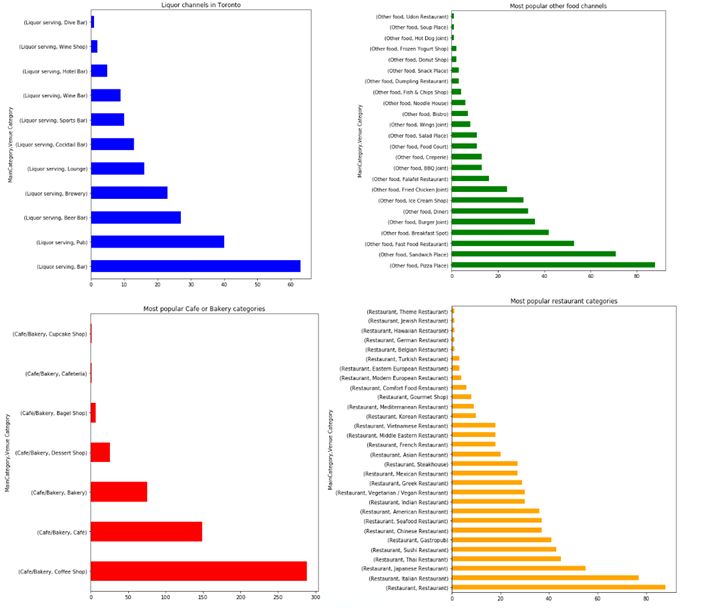 Liquor channels in Toronto
MainCategory,Venue Category
(Liquor serving, Dive Bar)
(Liquor serving, Wine Shop)
(Liquor serving, Hotel Bar)
(Liquor serving, Wine Bar)
(Liquor serving, Sports Bar)
(Liquor serving, Cocktail Bar)
(Liquor serving, Lounge)
(Liquor serving, Brewery)
(Liquor serving, Beer Bar)
(Liquor serving, Pub)
(Liquor serving, Bar)
0 10 20 30 40 50 60
Most popular other food channels
MainCategory,Venue Category
(Other food, Udon Restaurant)
(Other food, Soup Place)
(Other food, Hot Dog Joint)
(Other food, Frozen Yogurt Shop)
(Other food, Donut Shop)
(Other food, Snack Place)
(Other food, Dumpling Restaurant)
(Other food, Fish & Chips Shop)
(Other food, Noodle House)
(Other food, Bistro)
(Other food, Wings Joint)
(Other food, Salad Place)
(Other food, Food Court)
(Other food, Creperie)
(Other food, BBQ Joint)
(Other food, Falafel Restaurant)
(Other food, Fried Chicken Joint)
(Other food, Ice Cream Shop)
(Other food, Diner)
(Other food, Burger Joint)
(Other food, Breakfast Spot)
(Other food, Fast Food Restaurant)
(Other food, Sandwich Place)
(Other food, Pizza Place)
0 20 40 60 80
Most popular Cafe or Bakery categories
MainCategory,Venue Category
(Cafe/Bakery, Cupcake Shop)
(Cafe/Bakery, Cafeteria)
(Cafe/Bakery, Bagel Shop)
(Cafe/Bakery, Dessert Shop)
(Cafe/Bakery, Bakery)
(Cafe/Bakery, Café)
(Cafe/Bakery, Coffee Shop)
0 50 100 150 200 250 300
Most popular restaurant categories
MainCategory,Venue Category
(Restaurant, Theme Restaurant)
(Restaurant, Jewish Restaurant)
(Restaurant, Hawaiian Restaurant)
(Restaurant, German Restaurant)
(Restaurant, Belgian Restaurant)
(Restaurant, Turkish Restaurant)
(Restaurant, Eastern European Restaurant)
(Restaurant, Modern European Restaurant)
(Restaurant, Comfort Food Restaurant)
(Restaurant, Gourmet Shop)
(Restaurant, Mediterranean Restaurant)
(Restaurant, Korean Restaurant)
(Restaurant, Vietnamese Restaurant)
(Restaurant, Middle Eastern Restaurant)
(Restaurant, French Restaurant)
(Restaurant, Asian Restaurant)
(Restaurant, Steakhouse)
(Restaurant, Mexican Restaurant)
(Restaurant, Greek Restaurant)
(Restaurant, Vegetarian / Vegan Restaurant)
(Restaurant, Indian Restaurant)
(Restaurant, American Restaurant)
(Restaurant, Seafood Restaurant)
(Restaurant, Chinese Restaurant)
(Restaurant, Gastropub)
(Restaurant, Sushi Restaurant)
(Restaurant, Thai Restaurant)
(Restaurant, Japanese Restaurant)
(Restaurant, Italian Restaurant)
(Restaurant, Restaurant)
0 20 40 60 80